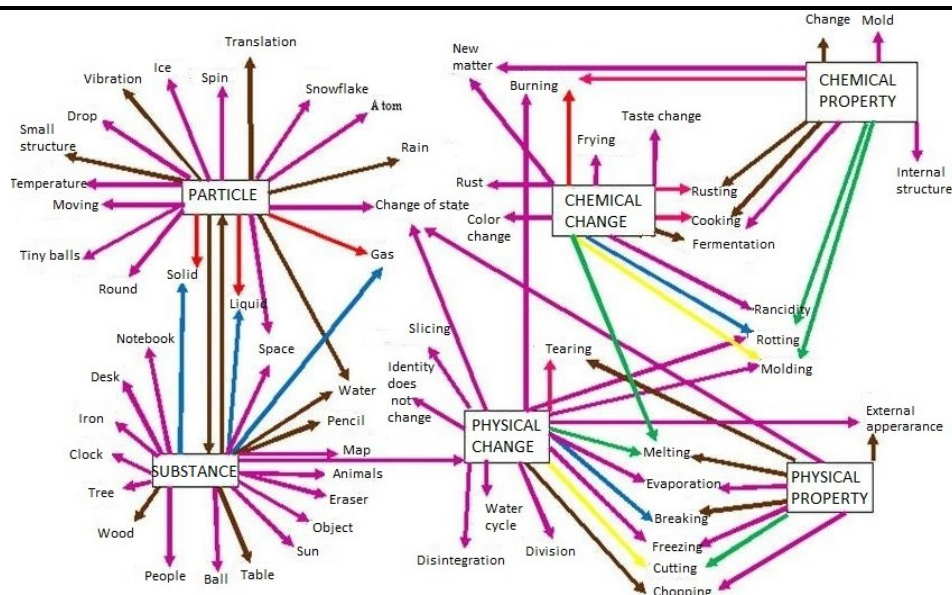 Change
Mold
Translation
New
matter
Ice
Spin
Vibration
Burning
CHEMICAL
PROPERTY
Snowflake
Atom
Drop
Taste change
Small
structure
Frying
Rain
Internal
structure
Temperature
PARTICLE
Rust
CHEMICAL
CHANGE
Rusting
Moving
Change of state
Color
change
Cooking
Fermentation
Tiny balls
Gas
Round
Solid
Liquid
Rancidity
Notebook
Space
Slicing
Tearing
Rotting
Molding
Desk
Identity
does
not
change
Water
Iron
Pencil
PHYSICAL
CHANGE
External
apperarance
Clock
SUBSTANCE
Map
Melting
Animals
Evaporation
PHYSICAL
PROPERTY
Tree
Eraser
Water
cycle
Breaking
Wood
Object
Sun
Disintegration
Division
Freezing
People
Ball
Table
Cutting
Chopping